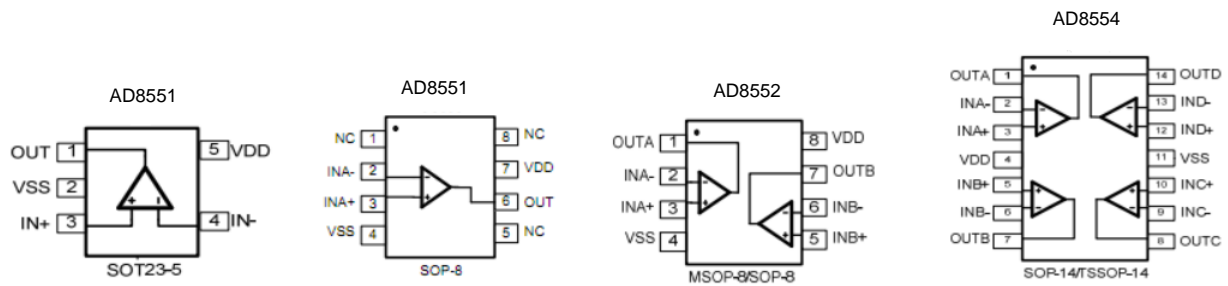 AD8551
OUT 1 5 VDD
VSS 2
IN+ 3 + - 4 IN-
SOT23-5
AD8551
NC 1 8 NC
INA- 2 - 7 VDD
INA+ 3 + 6 OUT
VSS 4 5 NC
SOP-8
AD8552
OUTA 1 8 VDD
INA- 2 - 7 OUTB
INA+ 3 + - 6 INB-
VSS 4 + 5 INB+
MSOP-8/SOP-8
AD8554
OUTA 1 14 OUTD
INA- 2 - - 13 IND-
INA+ 3 + + 12 IND+
VDD 4 11 VSS
INB+ 5 + + 10 INC+
INB- 6 - - 9 INC-
OUTB 7 8 OUTC
SOP-14/TSSOP-14